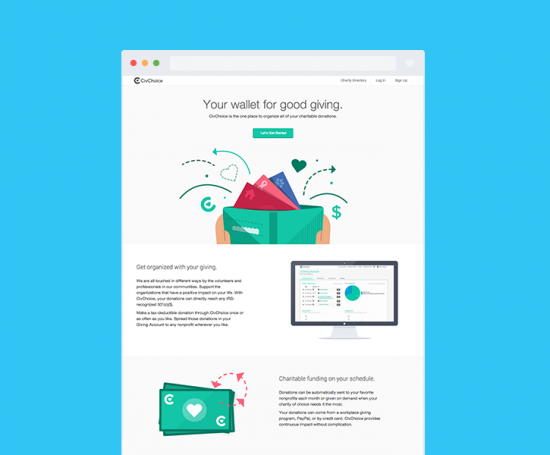 CivChoice
Charity Directory Log In Sign Up
Your wallet for good giving.
CivChoice is the one place to organize all of your charitable donations.
Let's Get Started
$
Get organized with your giving.
We are all touched in different ways by the volunteers and
professionals in our communities. Support the
organizations that have a positive impact on your life. With
CivChoice, your donations can directly reach any IRS-
recognized 501(c)(3).
Make a tax-deductible donation through CivChoice once or
as often as you like. Spread those donations in your
Giving Account to any nonprofit whenever you like.
Charitable funding on your schedule.
Donations can be automatically sent to your favorite
nonprofits each month or given on demand when your
charity of choice needs it the most.
Your donations can come from a workplace giving
program, PayPal, or by credit card. CivChoice provides
continuous impact without complication.